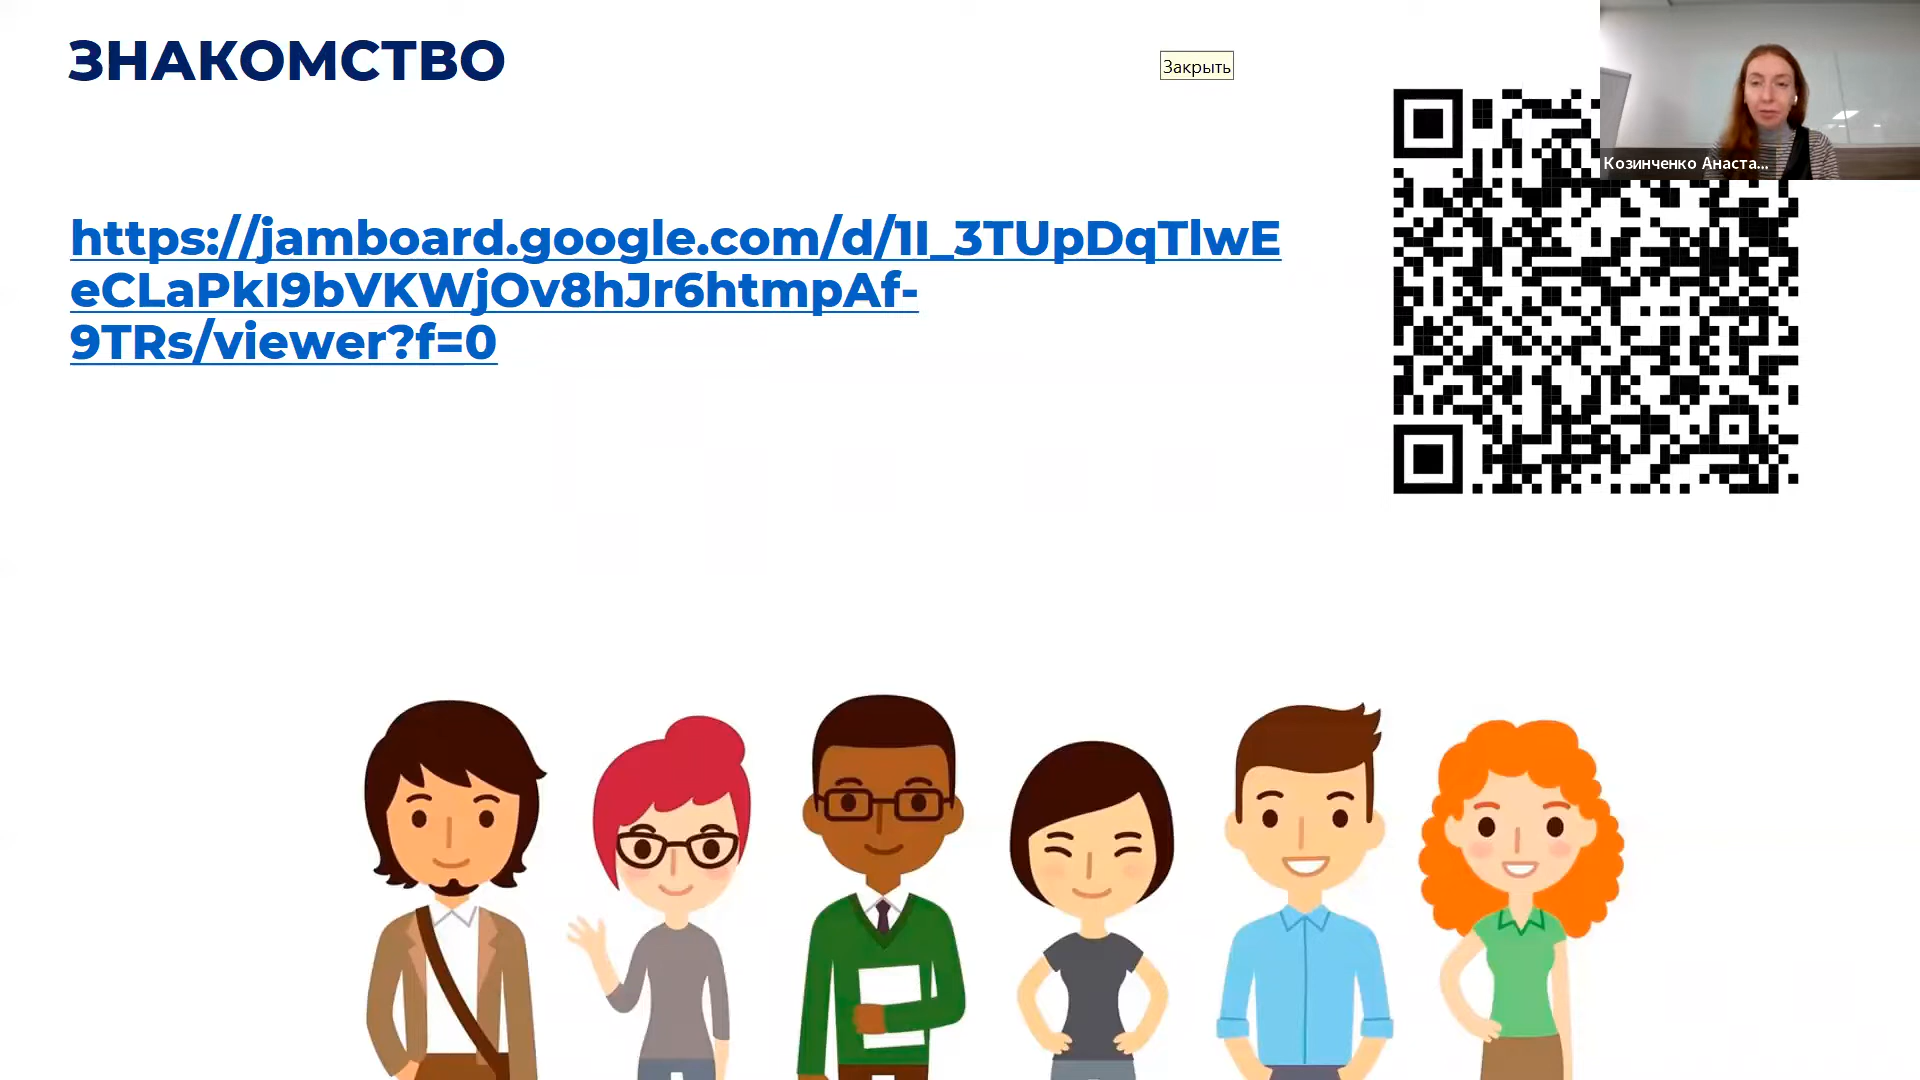 ЗНАКОМСТВО
Закрыть
Козинченко Анаста...
https://jamboard.google.com/d/1I_3TUpDqTlwE
eCLaPkI9bVKWjOv8hJr6htmpAf-
9TRs/viewer?f=0